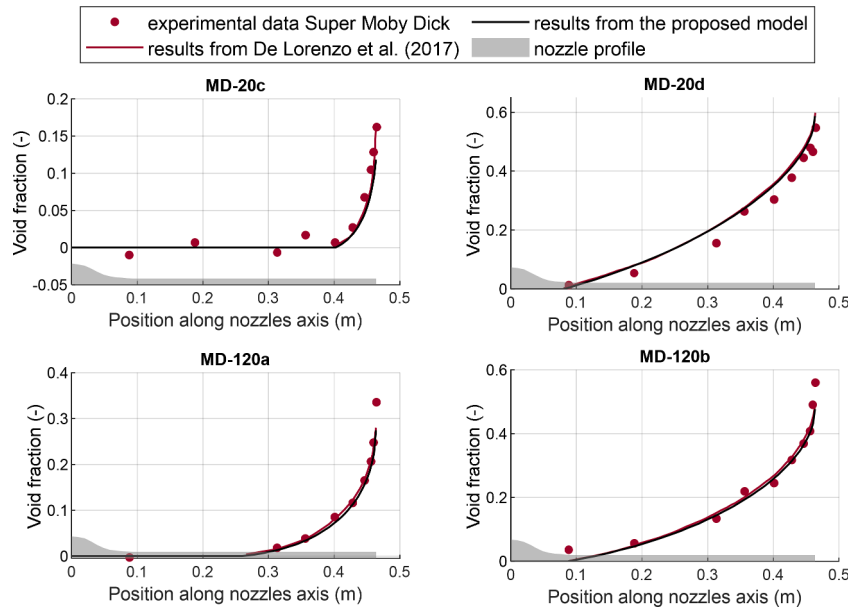 experimental data Super Moby Dick
results from the proposed model
results from De Lorenzo et al. (2017)
nozzle profile
MD-20c
0.2
0.15
0.1
0.05
0
-0.05
Void fraction (-)
0 0.1 0.2 0.3 0.4 0.5
Position along nozzles axis (m)
MD-20d
0.6
0.4
0.2
0
Void fraction (-)
0 0.1 0.2 0.3 0.4 0.5
Position along nozzles axis (m)
MD-120a
0.4
0.3
0.2
0.1
0
Void fraction (-)
0 0.1 0.2 0.3 0.4 0.5
Position along nozzles axis (m)
MD-120b
0.6
0.4
0.2
0
Void fraction (-)
0 0.1 0.2 0.3 0.4 0.5
Position along nozzles axis (m)